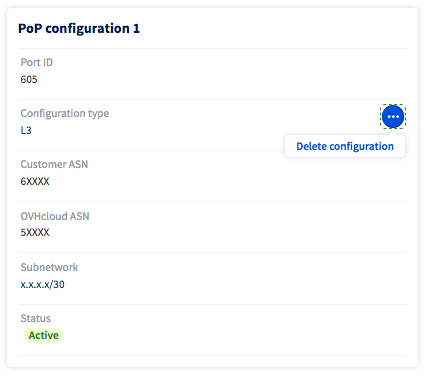 PoP configuration 1
Port ID
605
Configuration type
L3
Delete configuration
Customer ASN
6XXXX
OVHcloud ASN
5XXXX
Subnetwork
x.x.x.x/30
Status
Active